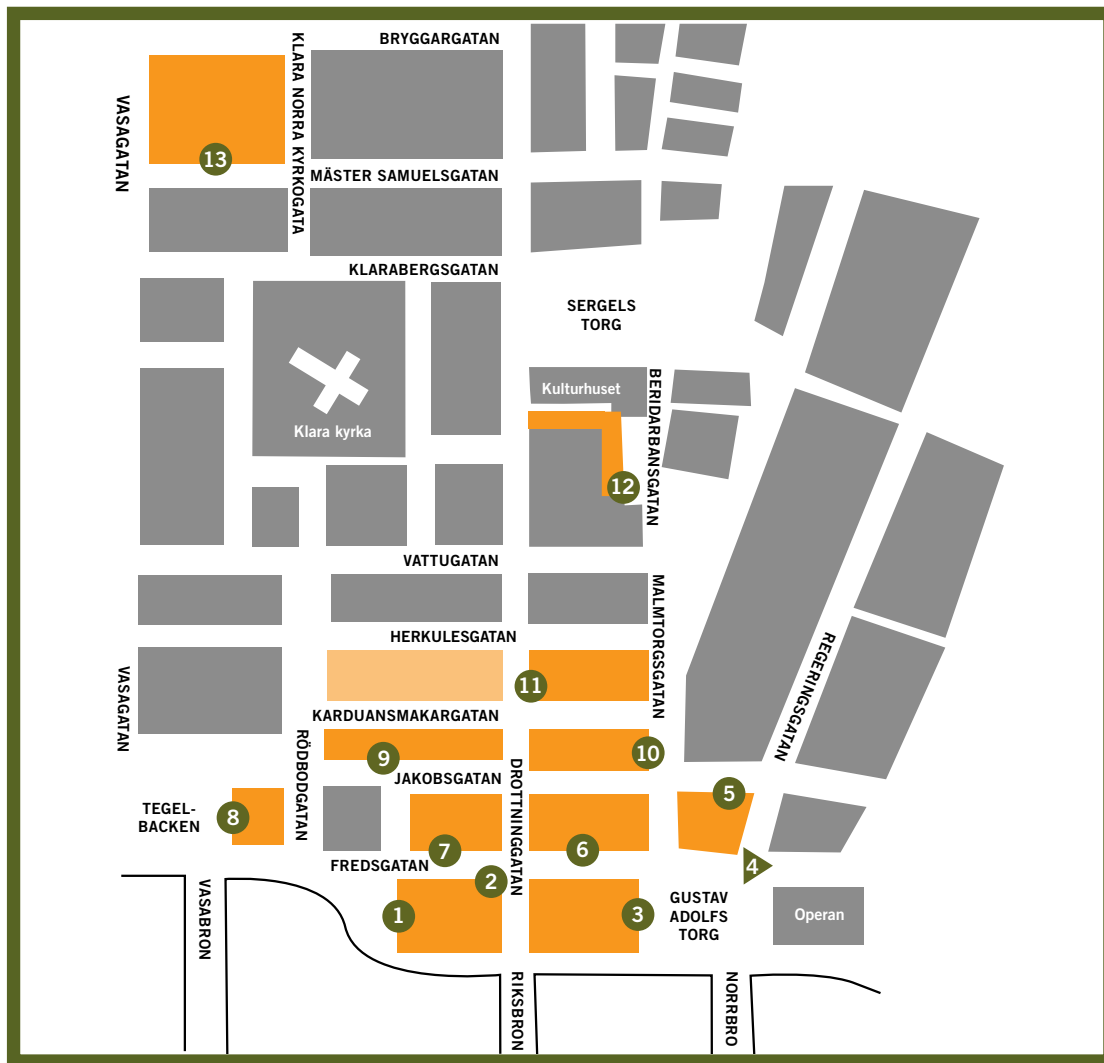 BRYGGARGATAN
KLARA NORRA KYRKOGATA
VASAGATAN
13
MÄSTER SAMUELSGATAN
KLARABERGSGATAN
SERGELS
TORG
Kulturhuset
BERIDARBANSGATAN
Klara kyrka
12
VATTUGATAN
MALMTORGSGATAN
HERKULESGATAN
REGERINGSGATAN
VASAGATAN
11
KARDUANSMAKARGATAN
RÖDBODGATAN
9
10
DROTTNINGGATAN
JAKOBSGATAN
5
TEGEL-
BACKEN
8
7
6
FREDSGATAN
4
2
VASABRON
1
3
GUSTAV
ADOLFS
TORG
Operan
RIKSBRON
NORRBRO